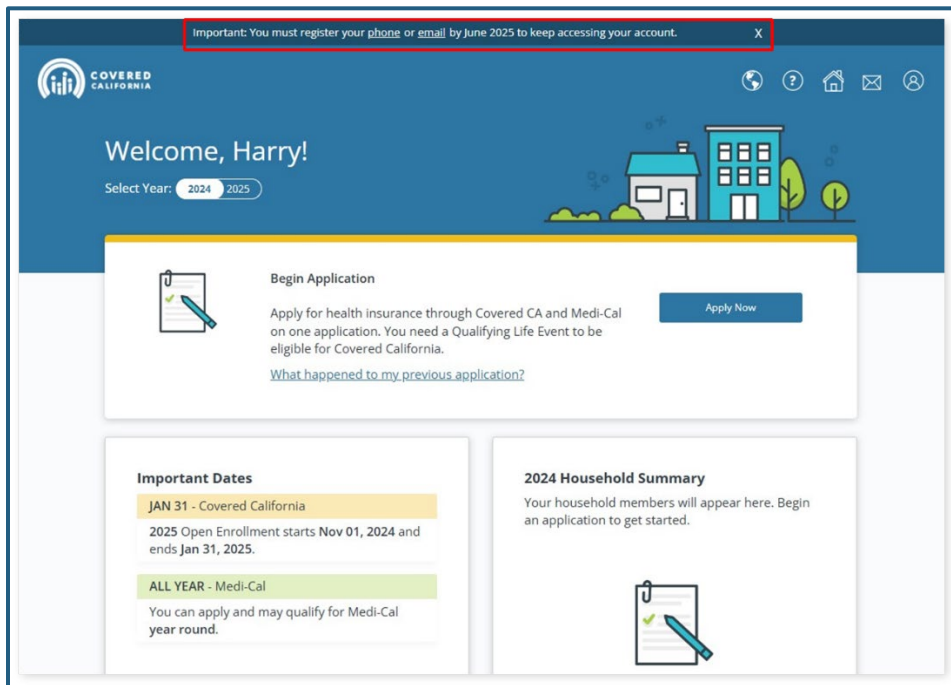 Important: You must register your phone or email by June 2025 to keep accessing your account.
X
COVERED
CALIFORNIA
?
Welcome, Harry!
Select Year: 2024 2025
Begin Application
Apply for health insurance through Covered CA and Medi-Cal
on one application. You need a Qualifying Life Event to be
eligible for Covered California.
What happened to my previous application?
Apply Now
Important Dates
JAN 31 - Covered California
2025 Open Enrollment starts Nov 01, 2024 and
ends Jan 31, 2025.
ALL YEAR - Medi-Cal
You can apply and may qualify for Medi-Cal
year round.
2024 Household Summary
Your household members will appear here. Begin
an application to get started.